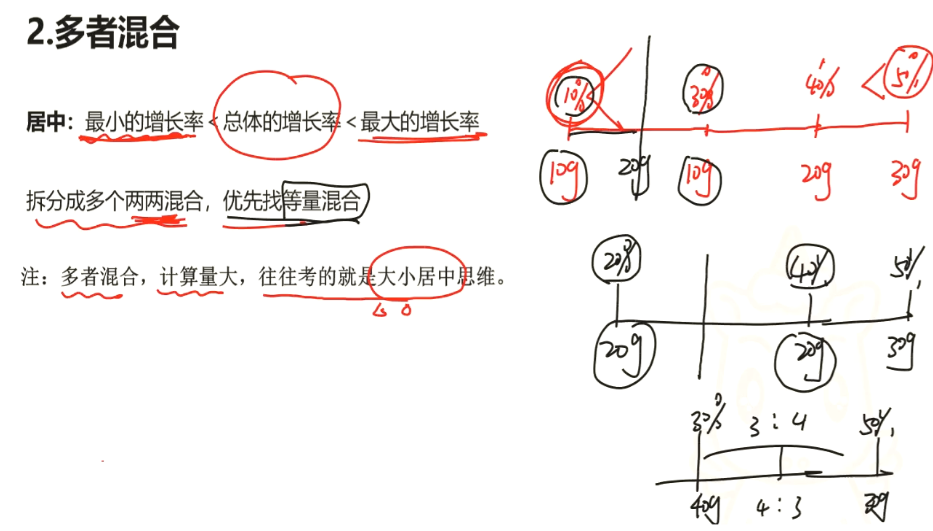 2.多者混合
居中：最小的增长率<总体的增长率<最大的增长率
拆分成多个两两混合，优先找等量混合
注：多者混合，计算量大，往往考的就是大小居中思维。
10% 30% 40% 50%
10g 20g 10g 20g 30g
20% 40% 50%
20g 20g 30g
30% 3:4 50%
40g 4:3 30g